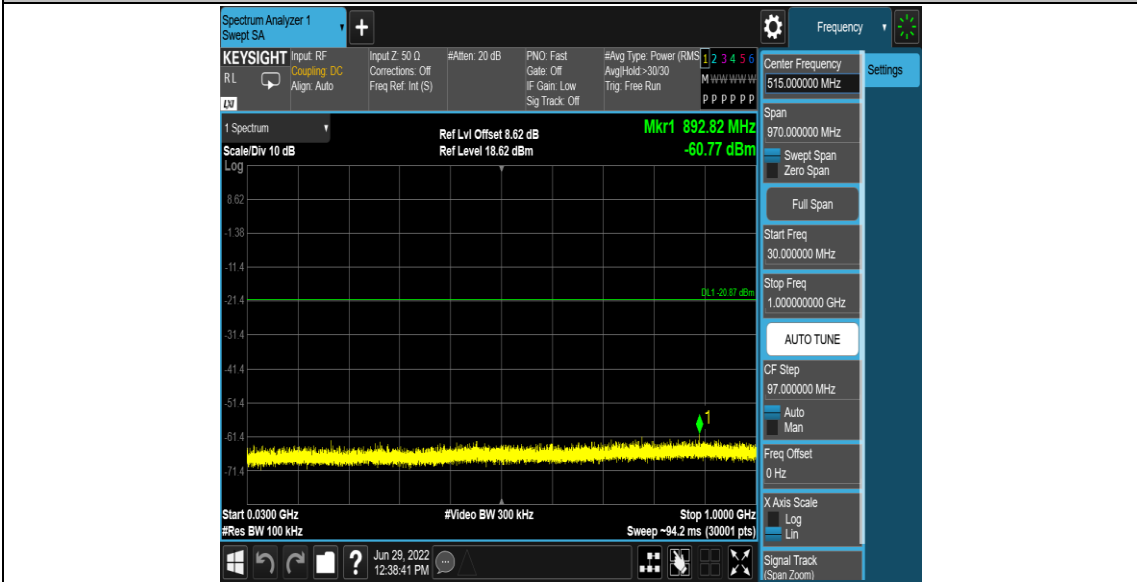 Spectrum Analyzer 1
Swept SA
+
Frequency
KEYSIGHT
RL
LXI
Input: RF
Coupling: DC
Align: Auto
Input Z: 50 Ω
Corrections: Off
Freq Ref: Int (S)
#Atten: 20 dB
PNO: Fast
Gate: Off
IF Gain: Low
Sig Track: Off
#Avg Type: Power (RMS
Avg|Hold:>30/30
Trig: Free Run
1 2 3 4 5 6
M W W W W W
P P P P P P
Settings
Center Frequency
515.000000 MHz
Span
970.000000 MHz
Swept Span
Zero Span
Full Span
Start Freq
30.000000 MHz
Stop Freq
1.000000000 GHz
AUTO TUNE
CF Step
97.000000 MHz
Auto
Man
Freq Offset
0 Hz
X Axis Scale
Log
Lin
Signal Track
(Span Zoom)
1 Spectrum
Scale/Div 10 dB
Log
Ref Lvl Offset 8.62 dB
Ref Level 18.62 dBm
Mkr1 892.82 MHz
-60.77 dBm
8.62
-1.38
-11.4
-21.4
DL1 -20.87 dBm
-31.4
-41.4
-51.4
1
-61.4
-71.4
Start 0.0300 GHz
#Video BW 300 kHz
Stop 1.0000 GHz
#Res BW 100 kHz
Sweep ~94.2 ms (30001 pts)
?
Jun 29, 2022
12:38:41 PM